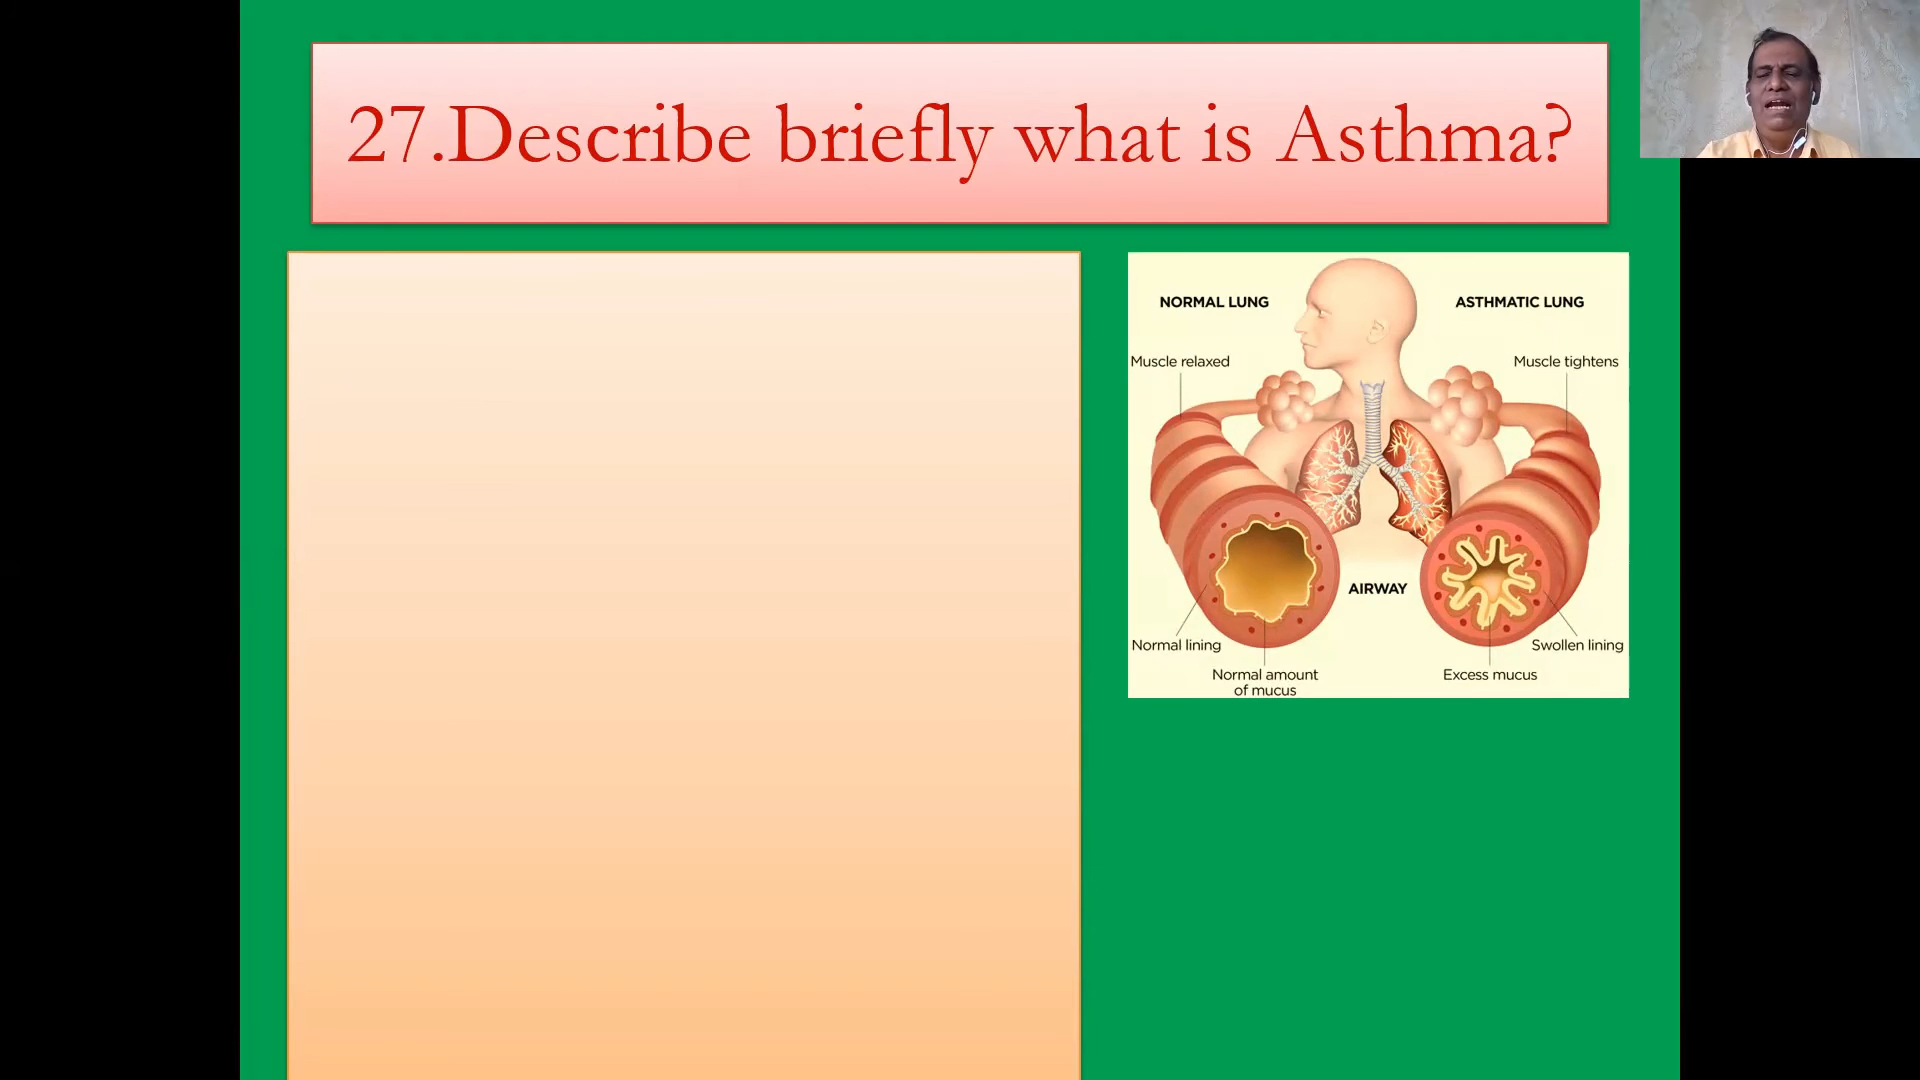 27.Describe briefly what is Asthma?
NORMAL LUNG
ASTHMATIC LUNG
Muscle relaxed
Muscle tightens
AIRWAY
Normal lining
Swollen lining
Normal amount
of mucus
Excess mucus